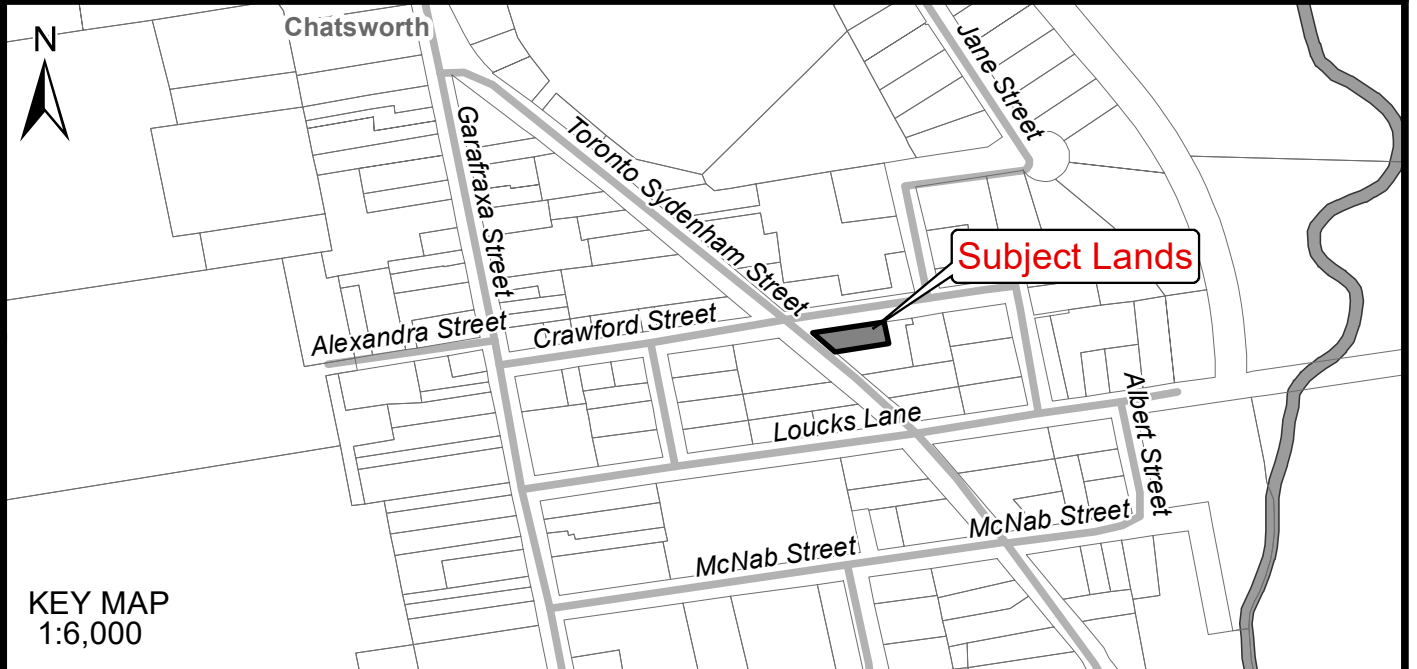 Chatsworth
N
Jane Street
Garafraxa Street
Toronto Sydenham Street
Subject Lands
Alexandra Street
Crawford Street
Albert Street
Loucks Lane
McNab Street
McNab Street
KEY MAP
1:6,000